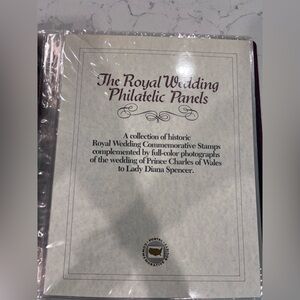 The Royal Wedding
Philatelic Panels
A collection of historic
Royal Wedding Commemorative Stamps
complemented by full-color photographs
of the wedding of Prince Charles of Wales
to Lady Diana Spencer.